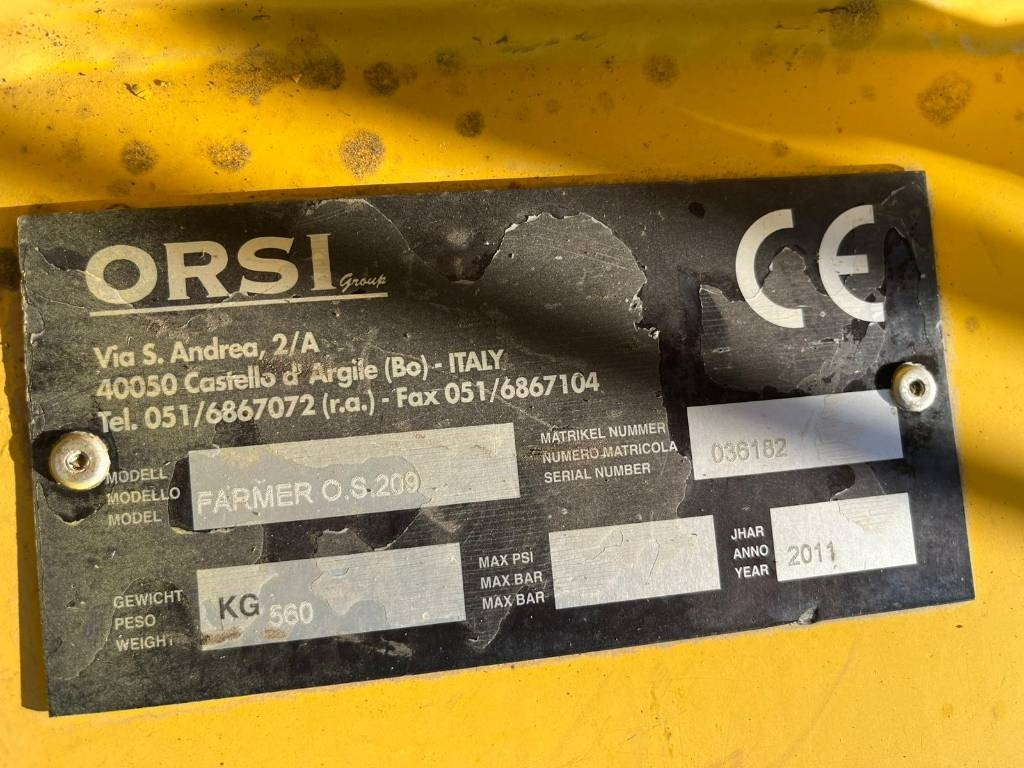 ORSI Group
CE
Via S. Andrea, 2/A
40050 Castello d' Argile (Bo) - ITALY
Tel. 051/6867072 (r.a.) - Fax 051/6867104
MODELL
MODELLO
MODEL
FARMER O.S.209
MATRIKEL NUMMER
NUMERO MATRICOLA
SERIAL NUMBER
036182
GEWICHT
PESO
WEIGHT
KG 560
MAX PSI
MAX.BAR
MAX BAR
JHAR
ANNO
YEAR
2011